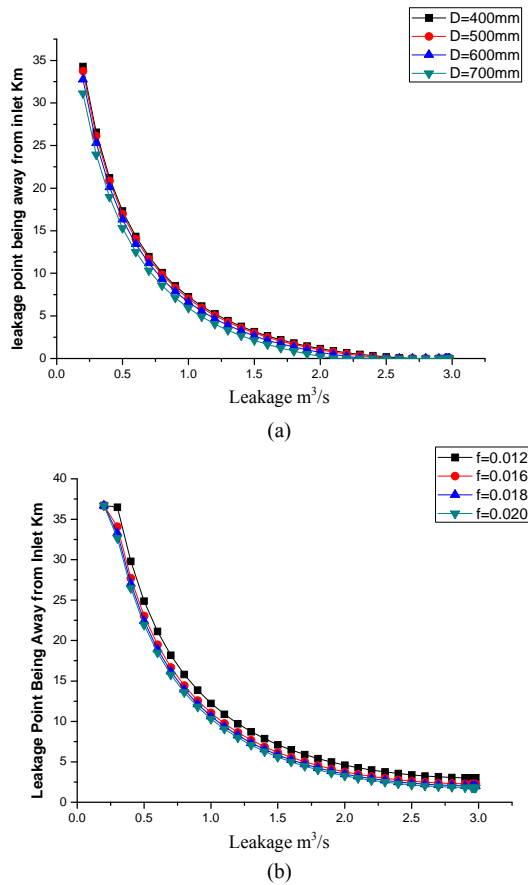 D=400mm
D=500mm
D=600mm
D=700mm
leakage point being away from inlet Km
35
30
25
20
15
10
5
0
0.0 0.5 1.0 1.5 2.0 2.5 3.0
Leakage m³/s
(a)
f=0.012
f=0.016
f=0.018
f=0.020
Leakage Point Being Away from Inlet Km
40
35
30
25
20
15
10
5
0
0.0 0.5 1.0 1.5 2.0 2.5 3.0
Leakage m³/s
(b)